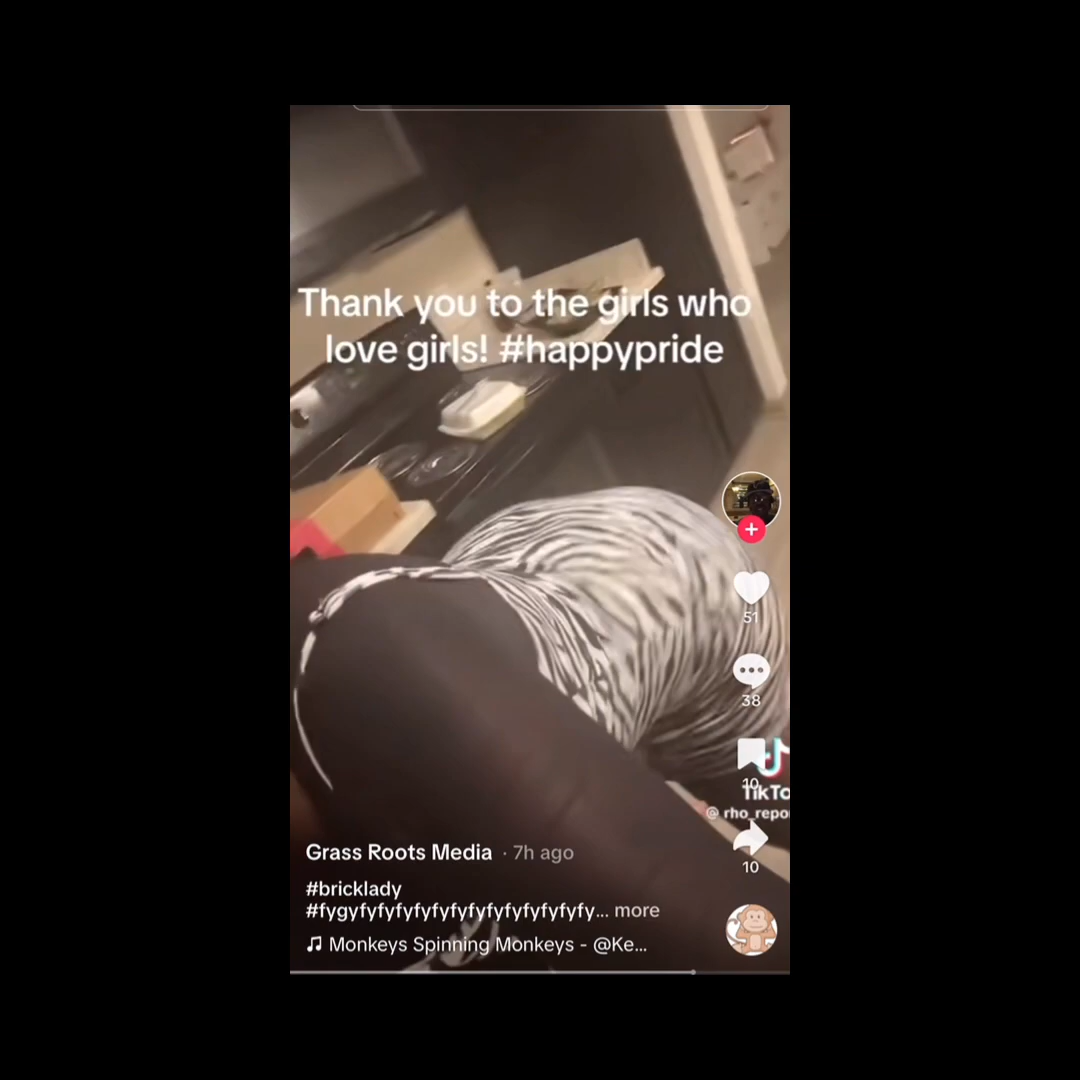 Thank you to the girls who
love girls! #happypride
51
38
10
TikTo
@ rho_repo
10
Grass Roots Media · 7h ago
#bricklady
#fygyfyfyfyfyfyfyfyfyfyfyfyfyfy... more
Monkeys Spinning Monkeys - @Ke...